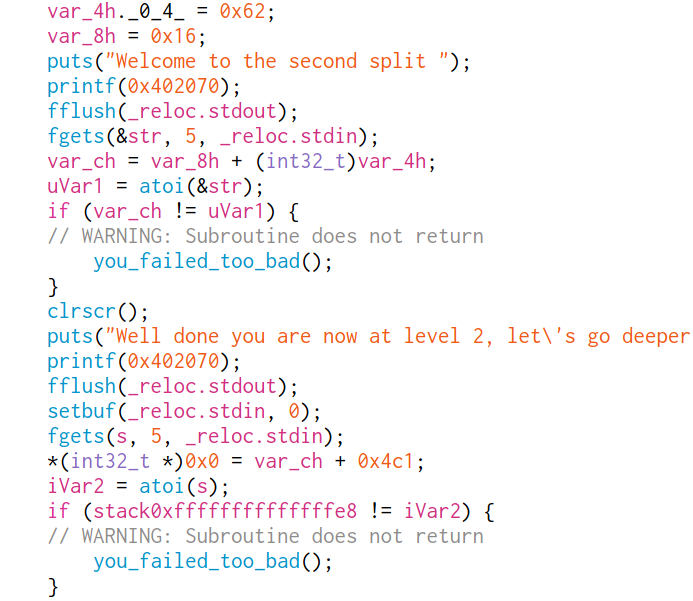 var_4h._0_4_ = 0x62;
var_8h = 0x16;
puts("Welcome to the second split ");
printf(0x402070);
fflush(_reloc.stdout);
fgets(&str, 5, _reloc.stdin);
var_ch = var_8h + (int32_t)var_4h;
uVar1 = atoi(&str);
if (var_ch != uVar1) {
// WARNING: Subroutine does not return
    you_failed_too_bad();
}
clrscr();
puts("Well done you are now at level 2, let\'s go deeper
printf(0x402070);
fflush(_reloc.stdout);
setbuf(_reloc.stdin, 0);
fgets(s, 5, _reloc.stdin);
*(int32_t *)0x0 = var_ch + 0x4c1;
iVar2 = atoi(s);
if (stack0xffffffffffffffe8 != iVar2) {
// WARNING: Subroutine does not return
    you_failed_too_bad();
}